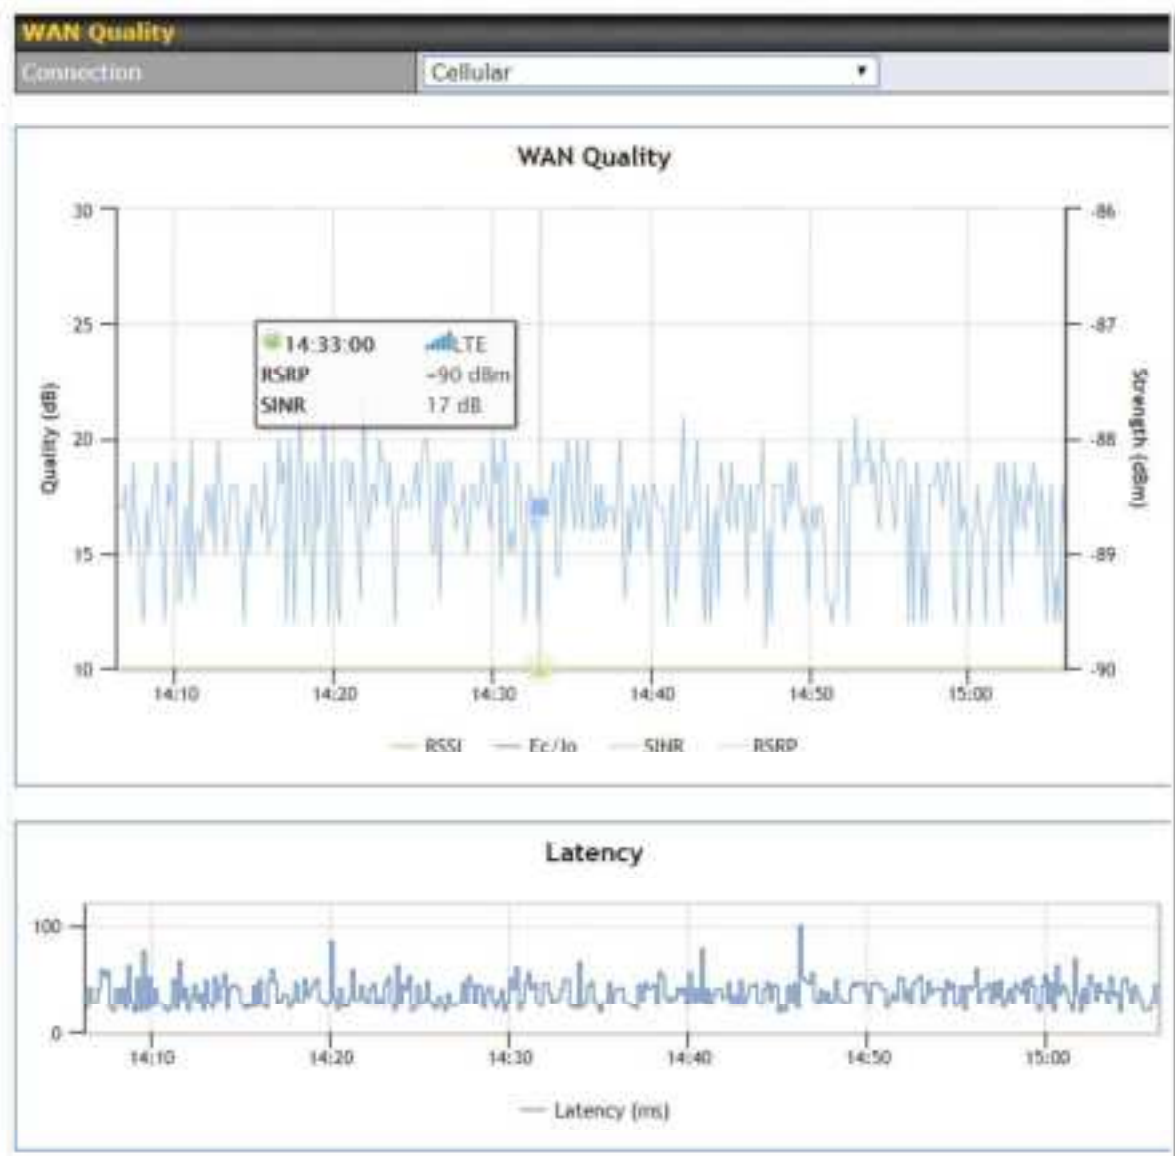 WAN Quality
Connection Cellular
WAN Quality
30 -86
25 -87
14:33:00 LTE
RSRP -90 dBm
SINR 17 dB
Quality (dB) Strength (dBm)
20 -88
15 -89
10 -90
14:10 14:20 14:30 14:40 14:50 15:00
RSSI Ec/Io SINR RSRP
Latency
100
0
14:10 14:20 14:30 14:40 14:50 15:00
Latency (ms)